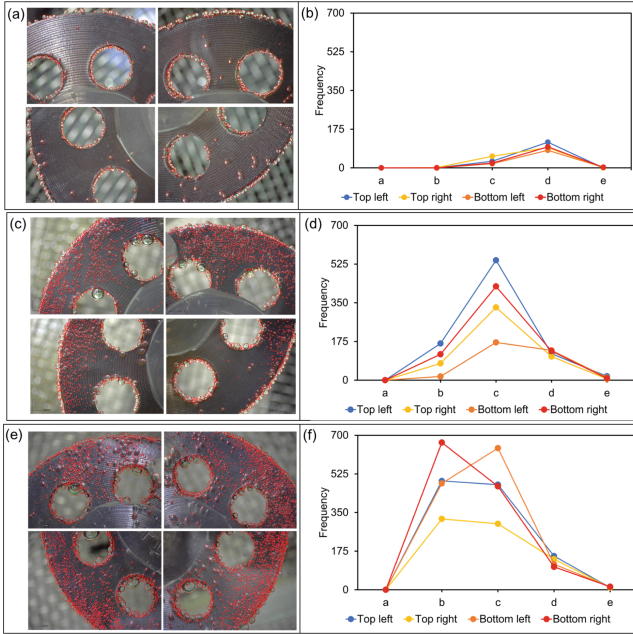 (a)
(b)
700
525
350
175
0
Frequency
a b c d e
Top left Top right Bottom left Bottom right
(c)
(d)
700
525
350
175
0
Frequency
a b c d e
Top left Top right Bottom left Bottom right
(e)
(f)
700
525
350
175
0
Frequency
a b c d e
Top left Top right Bottom left Bottom right